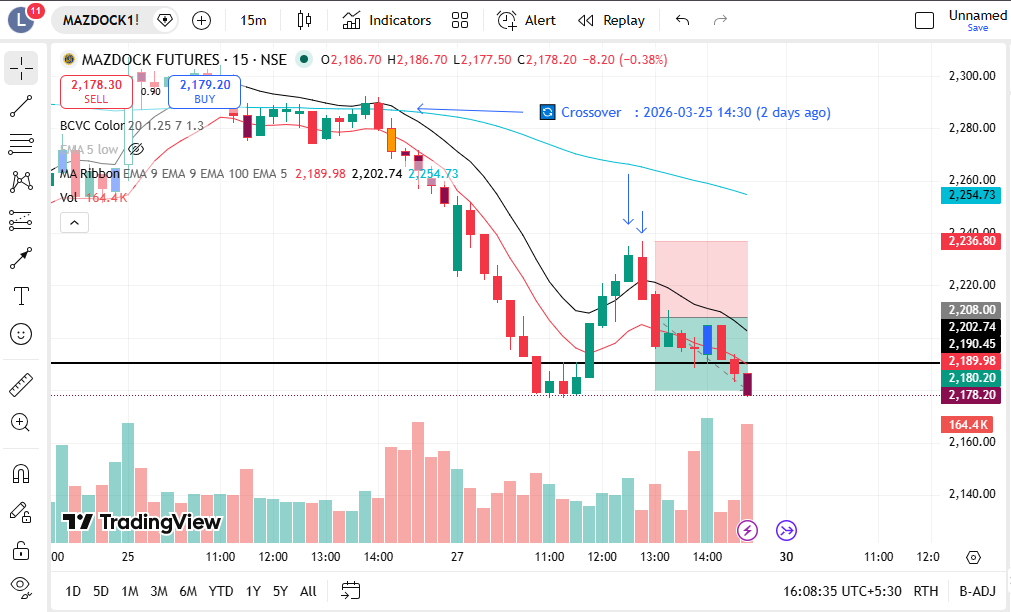 L
11
MAZDOCK1!
15m
Indicators
Alert
Replay
Unnamed
Save
MAZDOCK FUTURES · 15 · NSE
O2,186.70 H2,186.70 L2,177.50 C2,178.20 −8.20 (−0.38%)
2,178.30
SELL
0.90
2,179.20
BUY
BCVC Color 20 1.25 7 1.3
EMA 5 low
MA Ribbon EMA 9 EMA 9 EMA 100 EMA 5 2,189.98 2,202.74 2,254.73
Vol 164.4K
Crossover : 2026-03-25 14:30 (2 days ago)
2,300.00
2,280.00
2,260.00
2,254.73
2,240.00
2,236.80
2,220.00
2,208.00
2,202.74
2,190.45
2,189.98
2,180.20
2,178.20
164.4K
2,160.00
2,140.00
TradingView
:00 25 11:00 12:00 13:00 14:00 27 11:00 12:00 13:00 14:00 30 11:00 12:0
1D 5D 1M 3M 6M YTD 1Y 5Y All
16:08:35 UTC+5:30 RTH B-ADJ